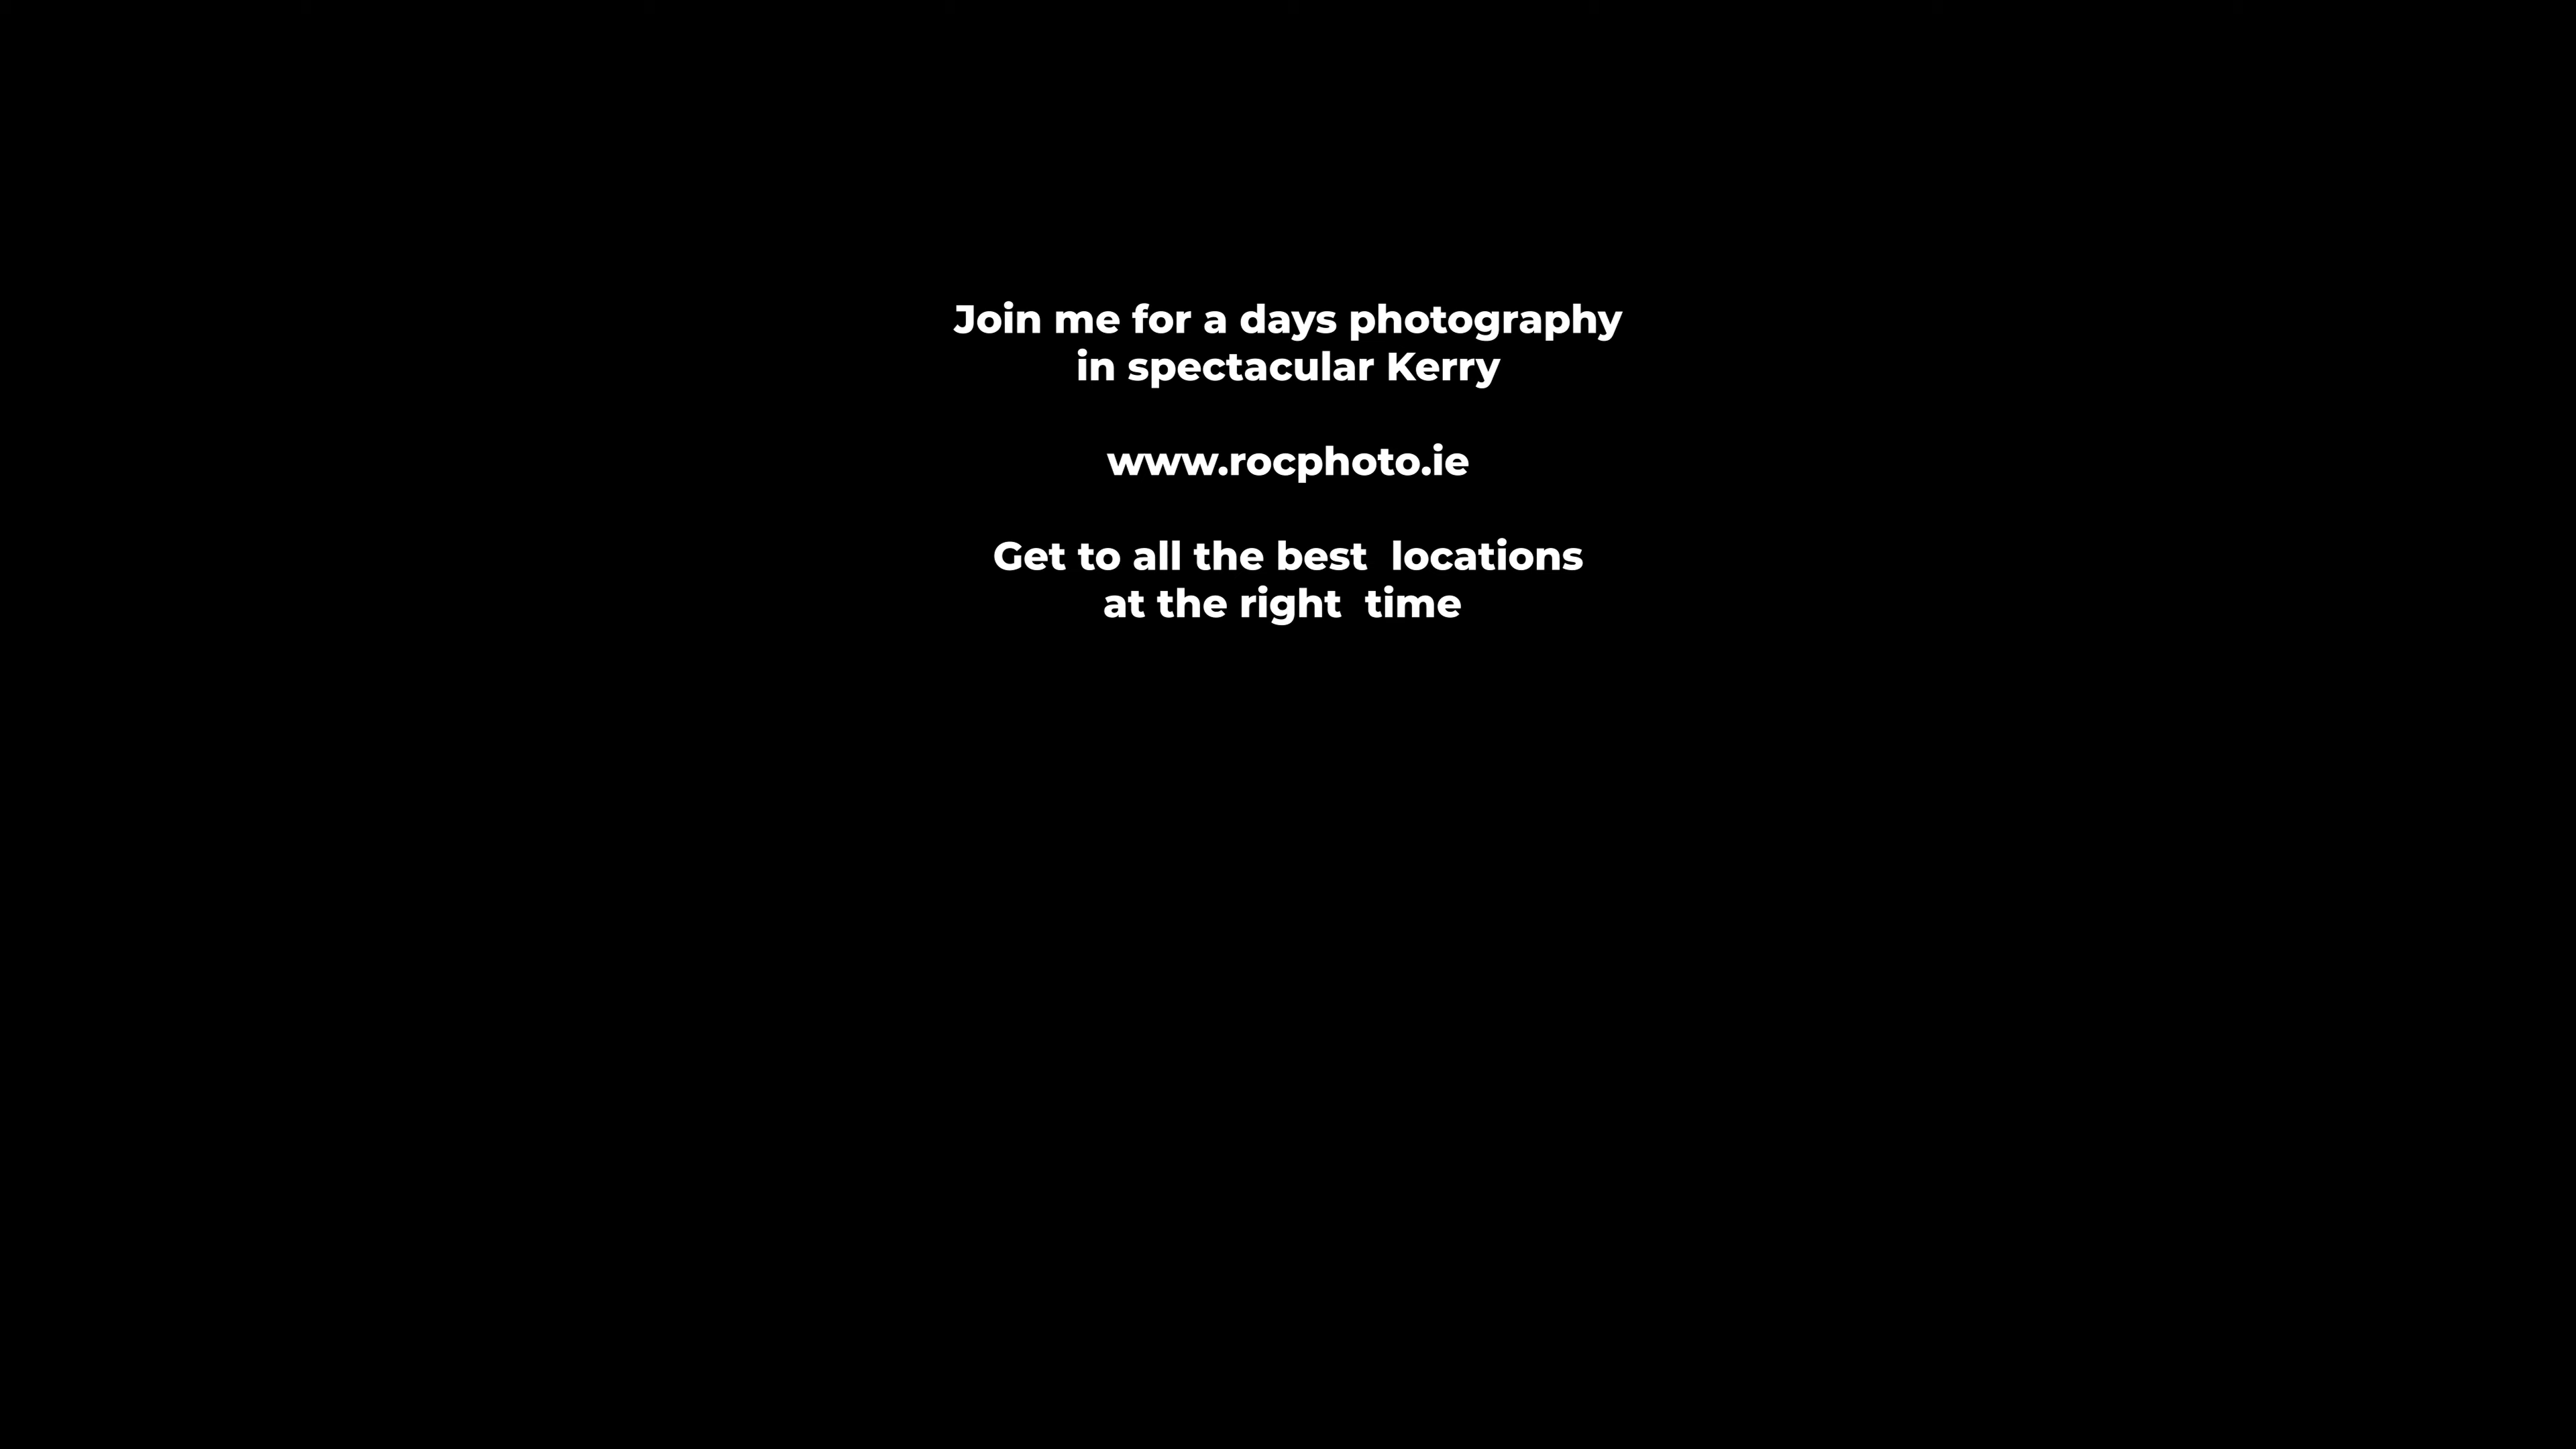 Join me for a days photography
in spectacular Kerry
www.rocphoto.ie
Get to all the best  locations
at the right  time